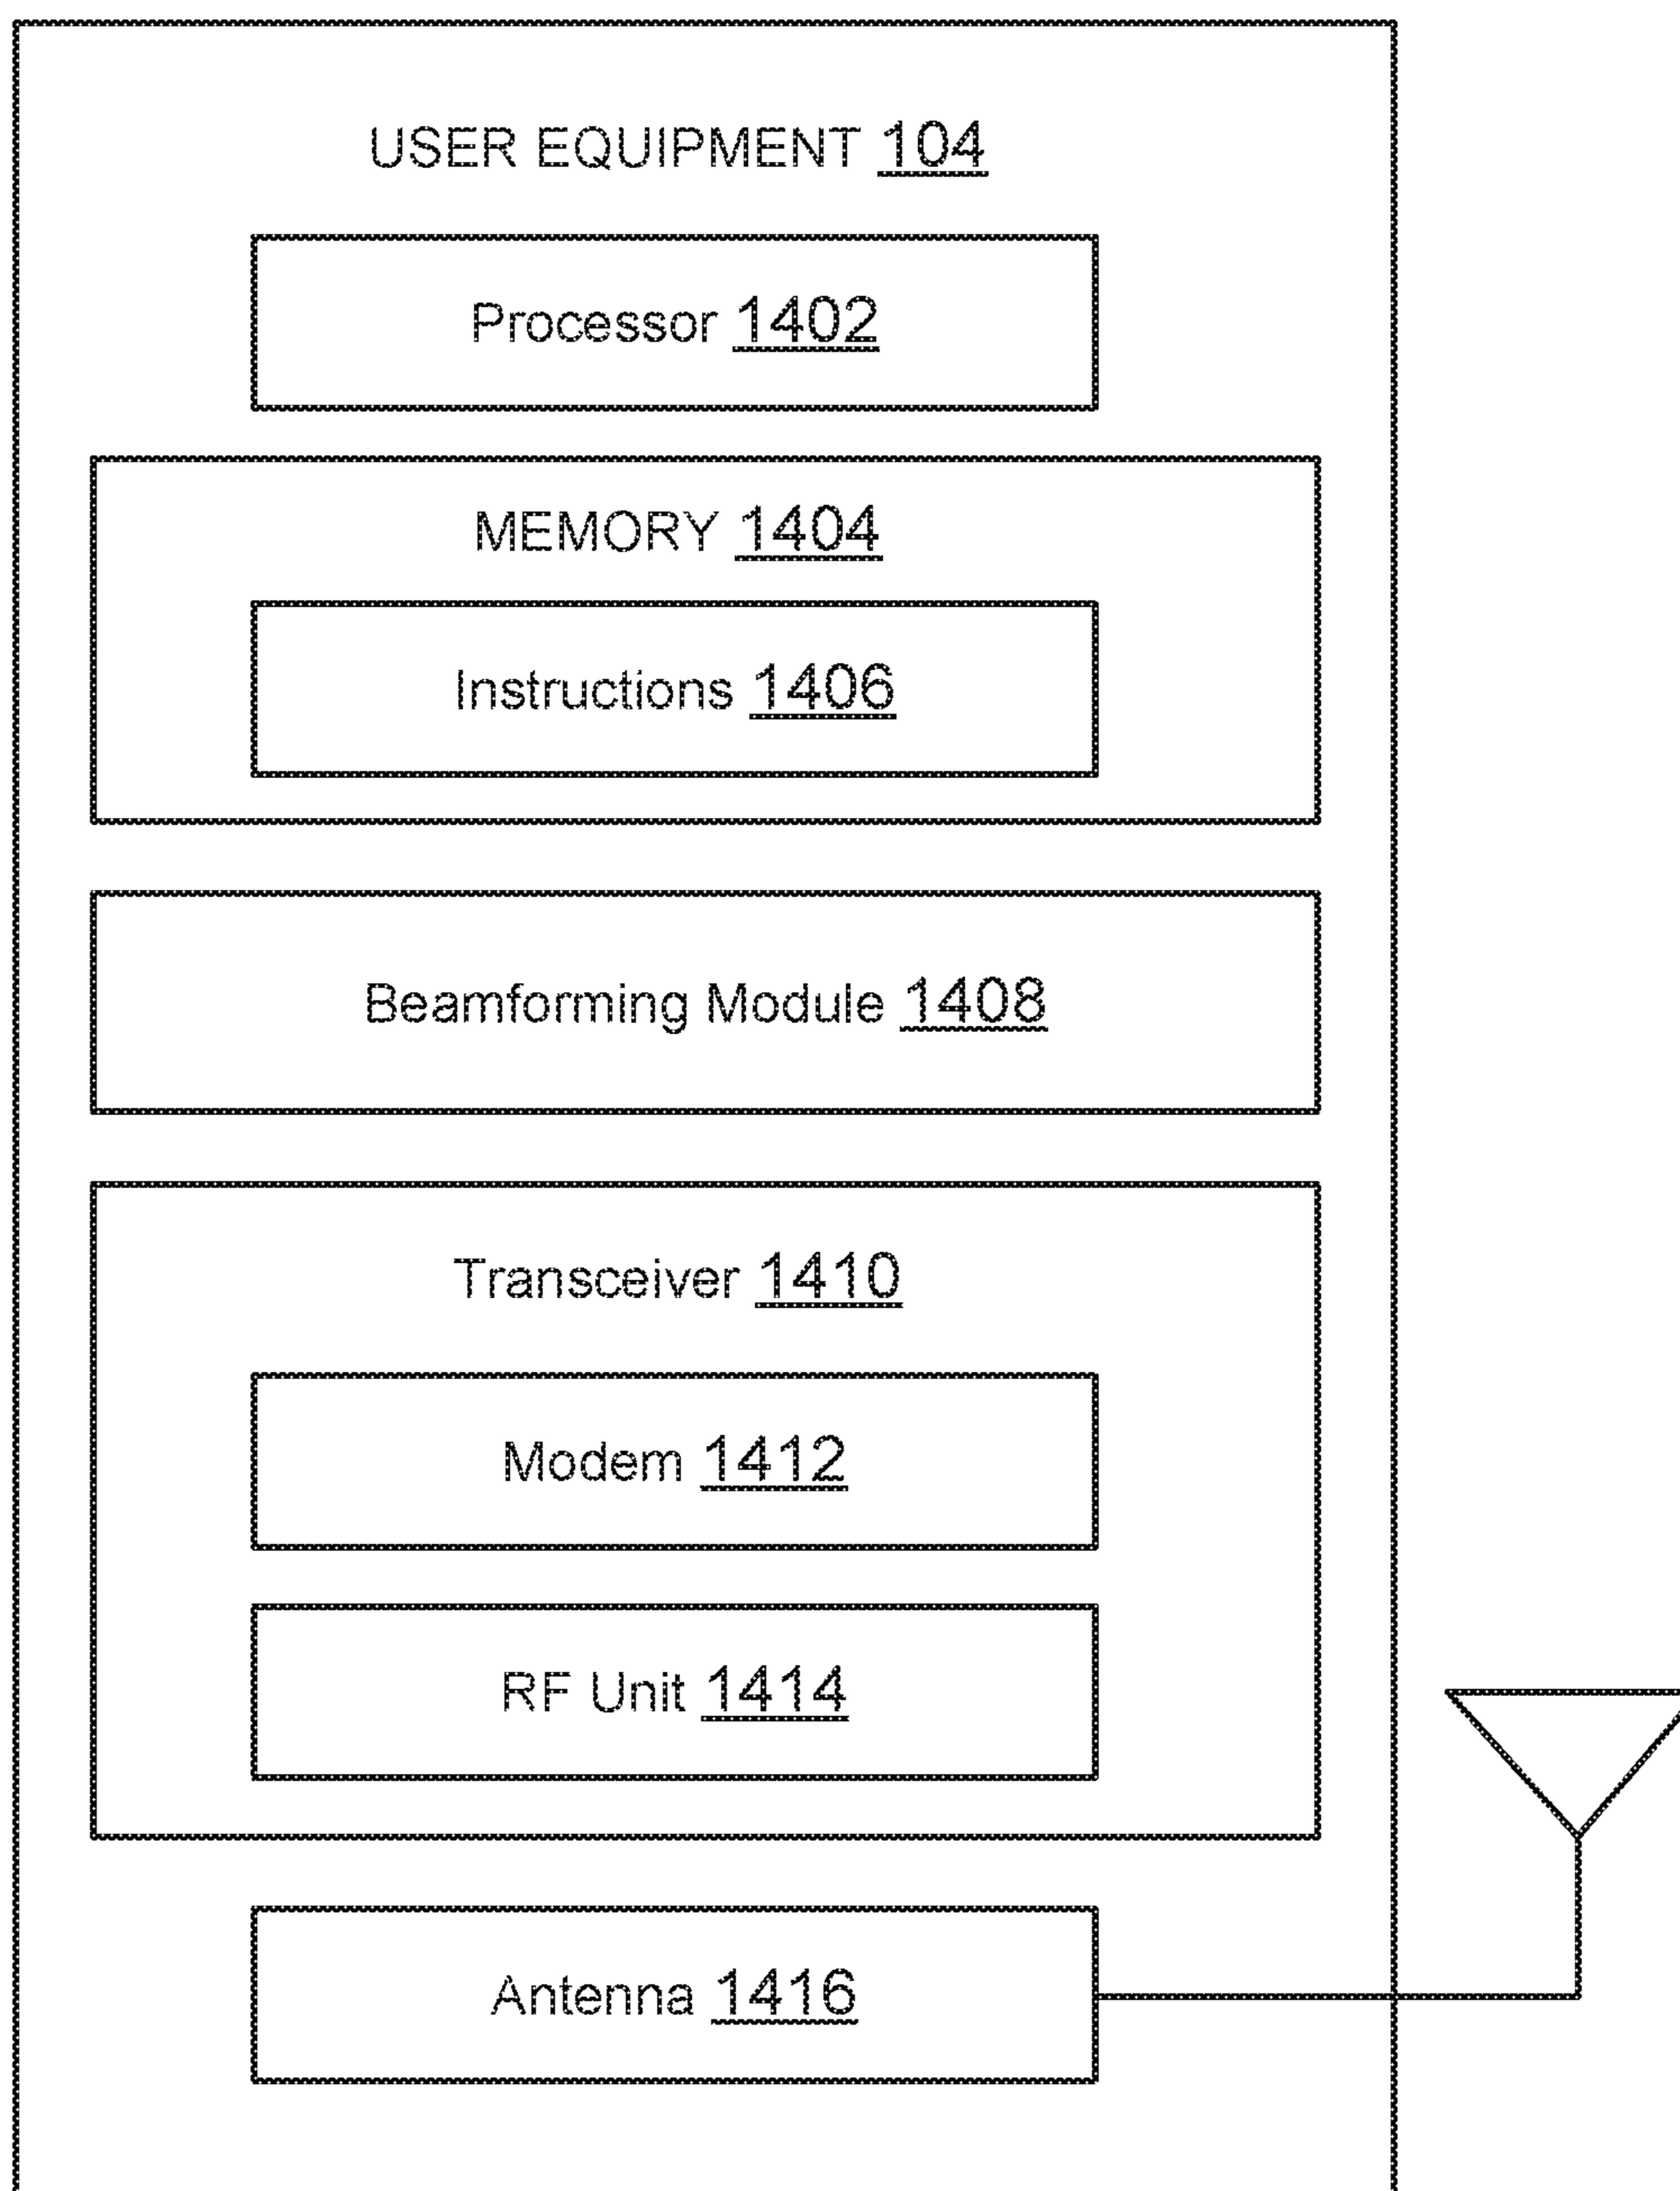 USER EQUIPMENT 104
Processor 1402
MEMORY 1404
Instructions 1406
Beamforming Module 1408
Transceiver 1410
Modem 1412
RF Unit 1414
Antenna 1416